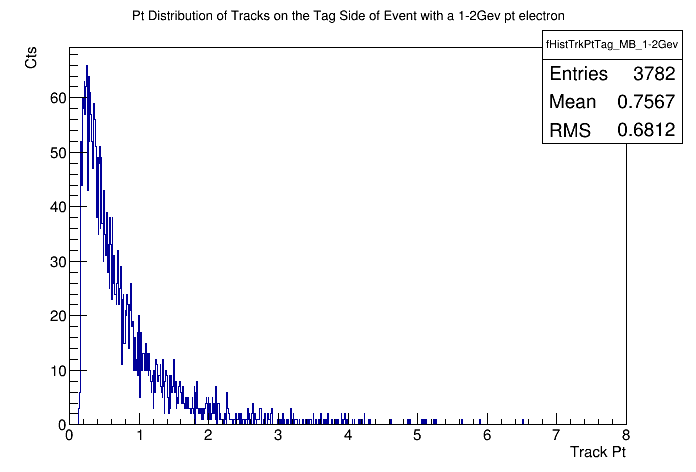 Pt Distribution of Tracks on the Tag Side of Event with a 1-2Gev pt electron
Cts
fHistTrkPtTag_MB_1-2Gev
Entries 3782
Mean 0.7567
RMS 0.6812
60
50
40
30
20
10
0
0 1 2 3 4 5 6 7 8
Track Pt